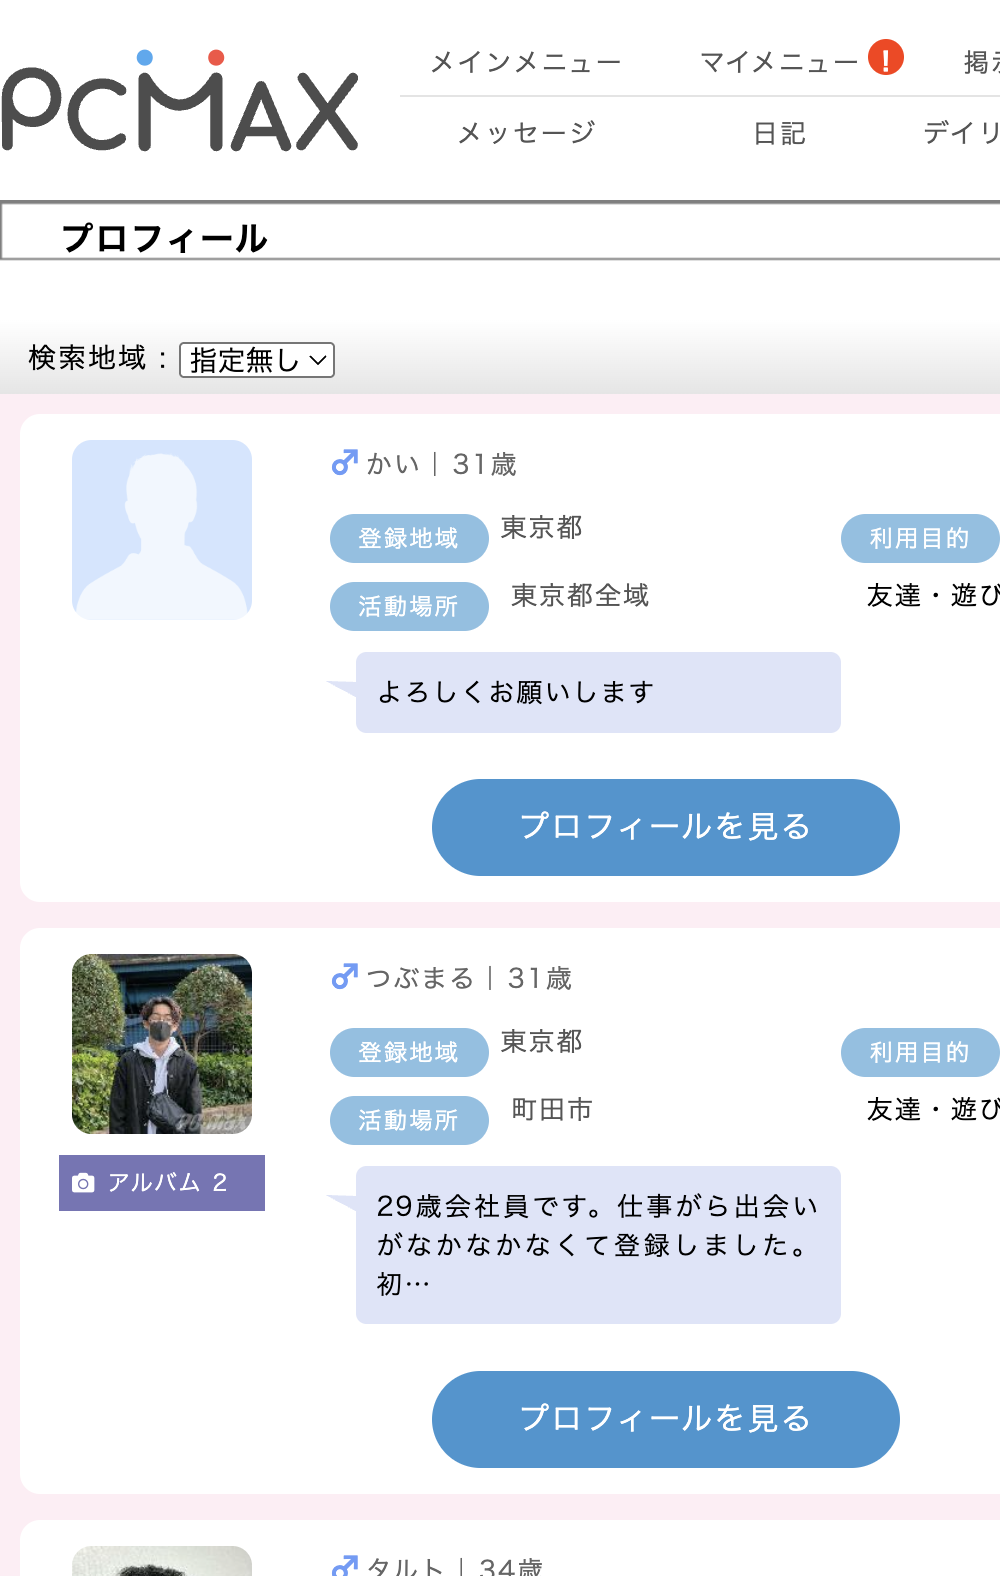 PCMAX
メインメニュー
マイメニュー
!
掲示
メッセージ
日記
デイリ
プロフィール
検索地域：
指定無し
かい｜31歳
登録地域
東京都
利用目的
活動場所
東京都全域
友達・遊び
よろしくお願いします
プロフィールを見る
つぶまる｜31歳
登録地域
東京都
利用目的
活動場所
町田市
友達・遊び
PCMAX
アルバム 2
29歳会社員です。仕事がら出会い
がなかなかなくて登録しました。
初…
プロフィールを見る
タルト｜34歳